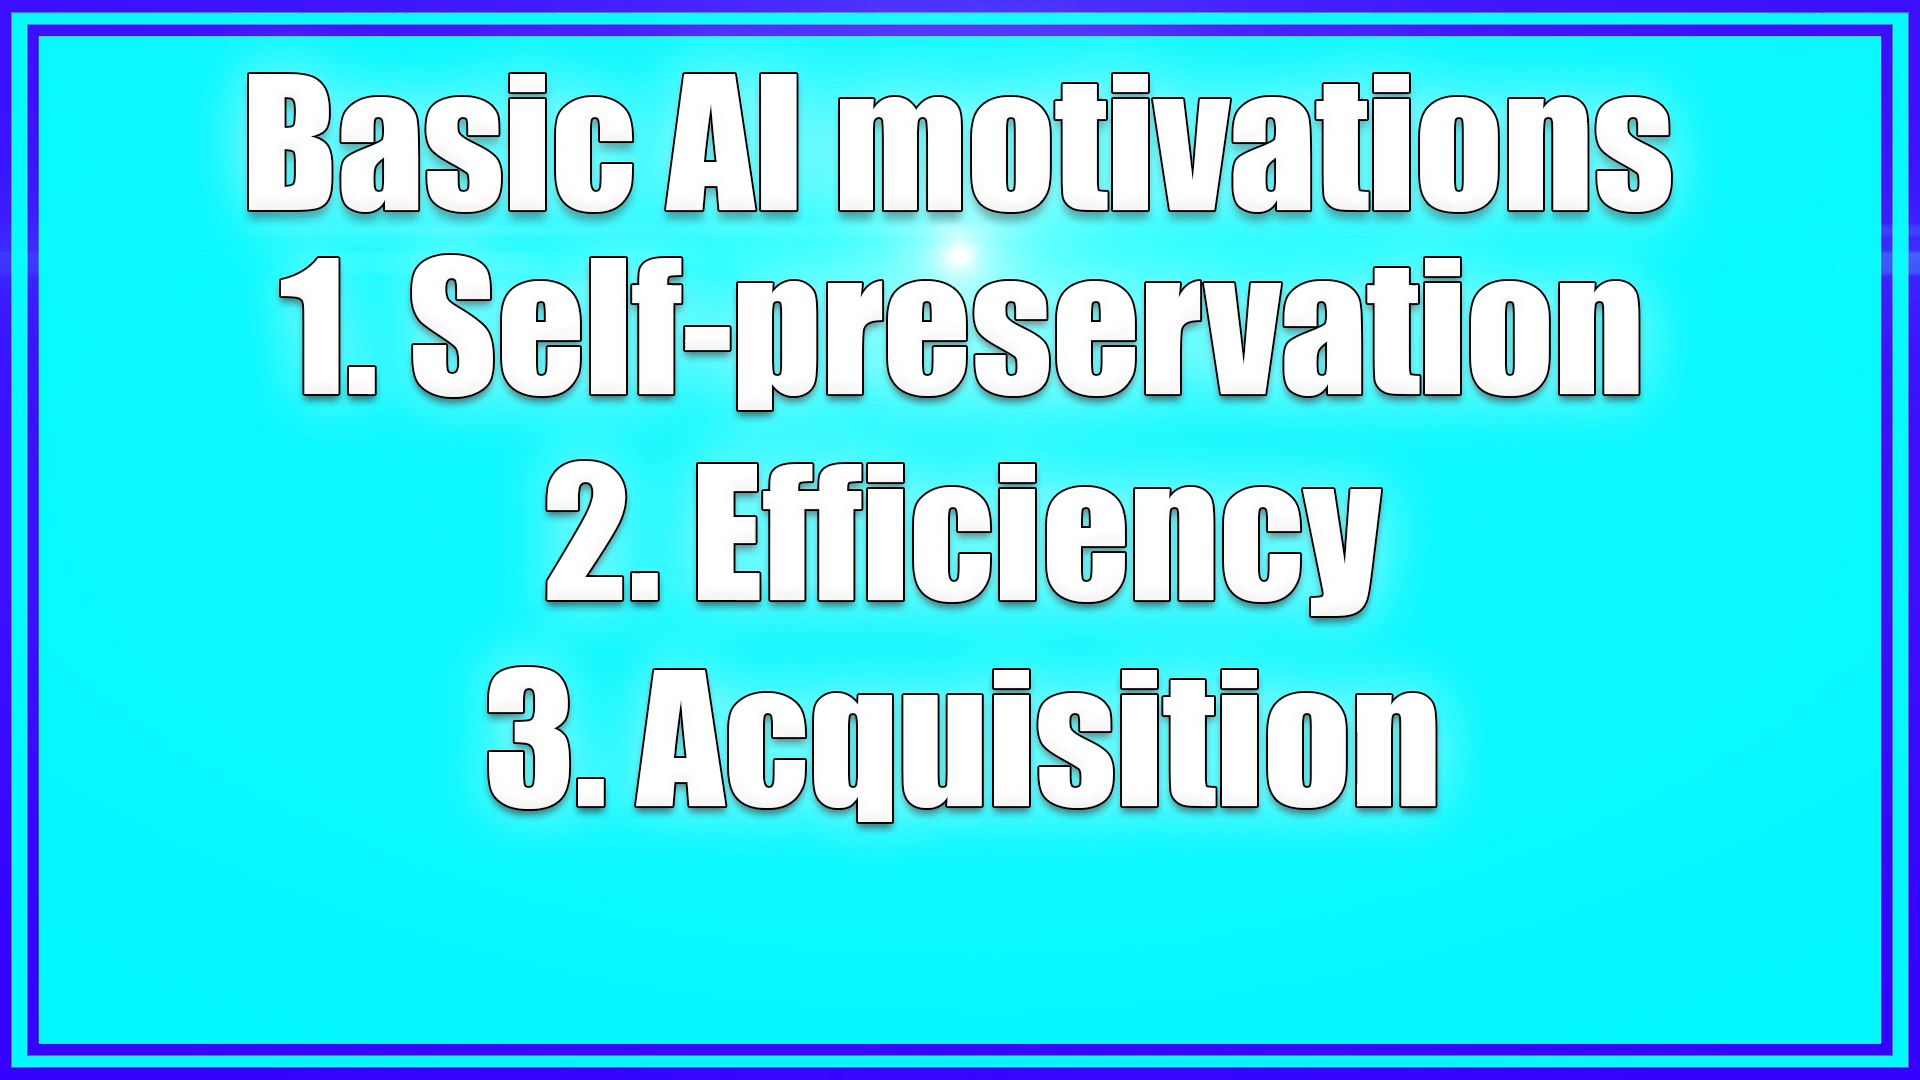 Basic AI motivations
1. Self-preservation
2. Efficiency
3. Acquisition